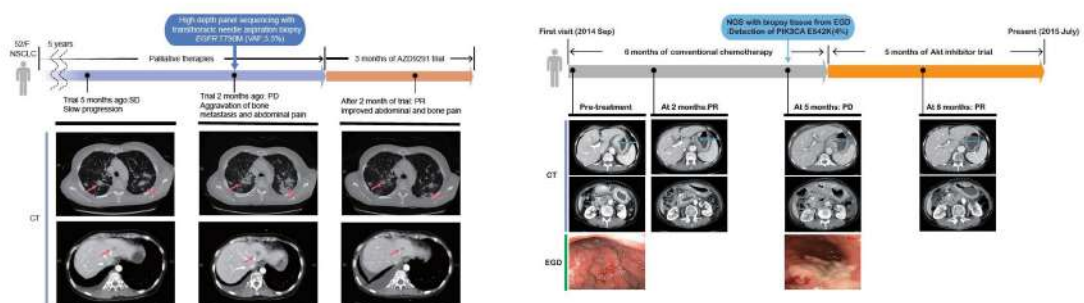 High depth panel sequencing with
transthoracic needle aspiration biopsy
EGFR T790M (VAF:3.5%)
52/F
NSCLC
5 years
Palliative therapies
3 months of AZD9291 trial
Trial 5 months ago:SD
Slow progression
Trial 2 months ago: PD
Aggravation of bone
metastasis and abdominal pain
After 2 month of trial: PR
Improved abdominal and bone pain
CT
NGS with biopsy tissue from EGD
:Detection of PIK3CA E542K(4%)
First visit (2014 Sep)
Present (2015 July)
6 months of conventional chemotherapy
5 months of Akt inhibitor trial
Pre-treatment
At 2 months:PR
At 5 months: PD
At 8 months: PR
CT
EGD